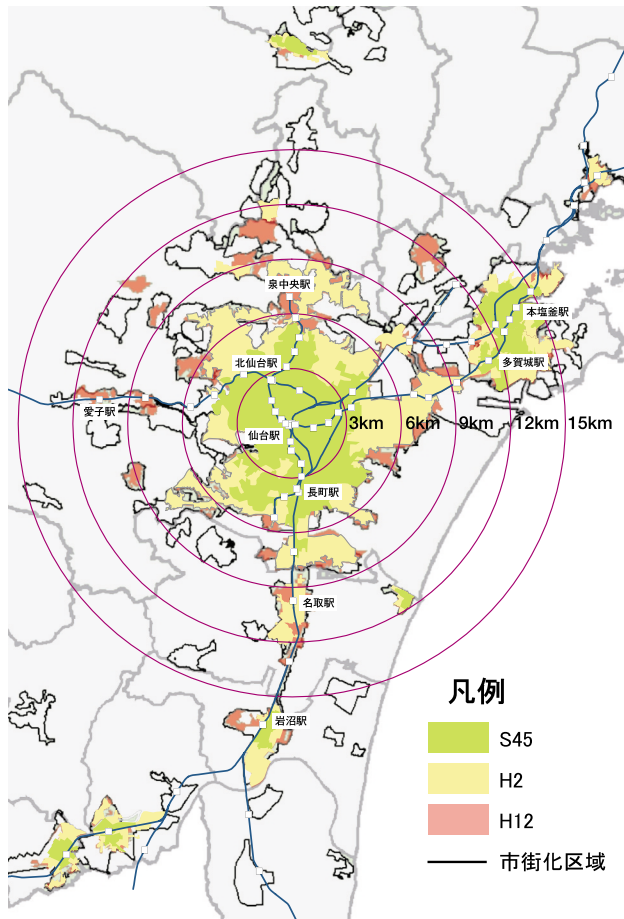 泉中央駅
本塩釜駅
北仙台駅
多賀城駅
愛子駅
仙台駅
3km
6km
9km
12km
15km
長町駅
名取駅
岩沼駅
凡例
S45
H2
H12
市街化区域